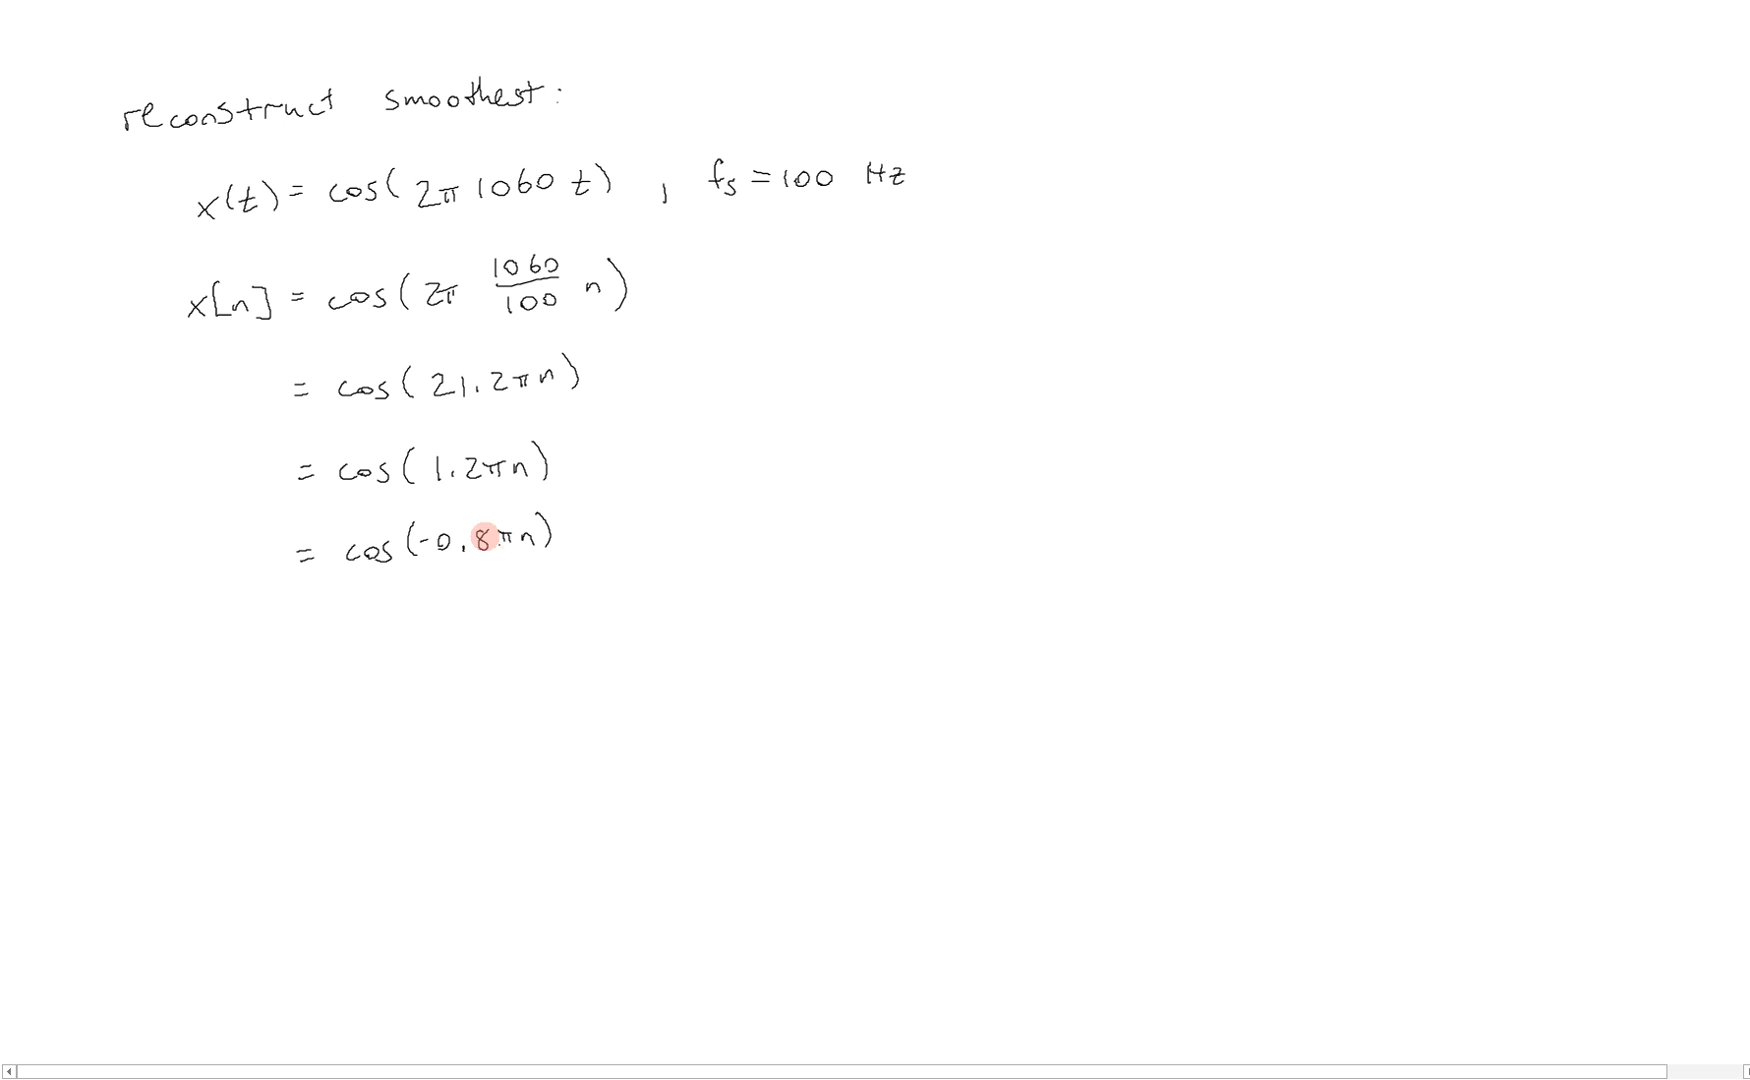 reconstruct smoothest:
x(t) = cos(2π 1060 t) , fs = 100 Hz
x[n] = cos(2π 1060/100 n)
= cos(21.2πn)
= cos(1.2πn)
= cos(-0.8πn)